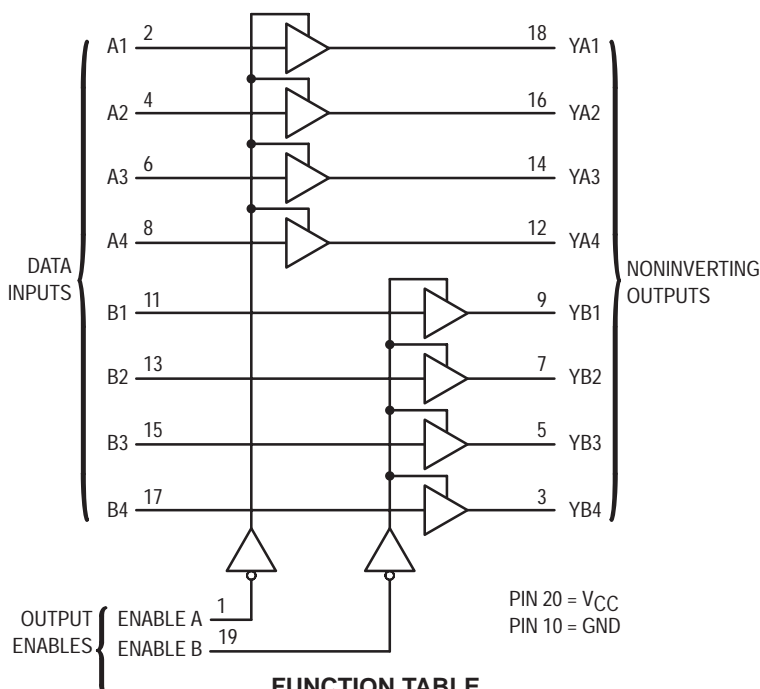 A1 2 18 YA1
A2 4 16 YA2
A3 6 14 YA3
A4 8 12 YA4
DATA
INPUTS
NONINVERTING
OUTPUTS
B1 11 9 YB1
B2 13 7 YB2
B3 15 5 YB3
B4 17 3 YB4
OUTPUT
ENABLES
ENABLE A 1
ENABLE B 19
PIN 20 = VCC
PIN 10 = GND
FUNCTION TABLE